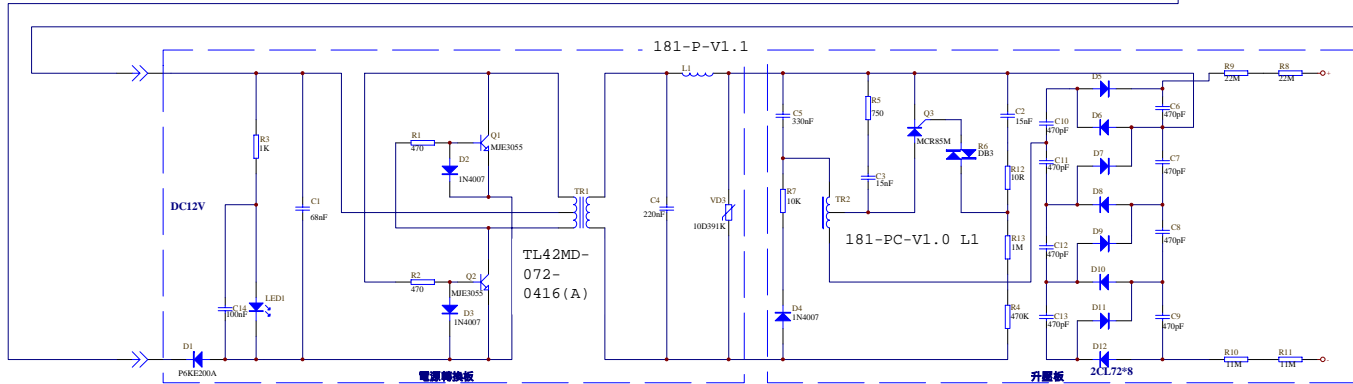 181-P-V1.1
L1
R9
22M
R8
22M
+
D5
C6
470pF
C5
330nF
R5
750
Q3
MCR85M
C2
15nF
C10
470pF
D6
R3
1K
R1
470
Q1
MJE3055
R6
DB3
D2
1N4007
C11
470pF
D7
C7
470pF
R12
10R
C3
15nF
DC12V
C1
68nF
TR1
C4
220nF
VD3
10D391K
R7
10K
TR2
D8
181-PC-V1.0 L1
R13
1M
D9
C8
470pF
C12
470pF
TL42MD-
072-
0416(A)
R2
470
Q2
MJE3055
D10
C14
100nF
LED1
D3
1N4007
D4
1N4007
R4
470K
C13
470pF
D11
C9
470pF
D1
P6KE200A
D12
2CL72*8
R10
11M
R11
11M
-
電源轉換板
升壓板